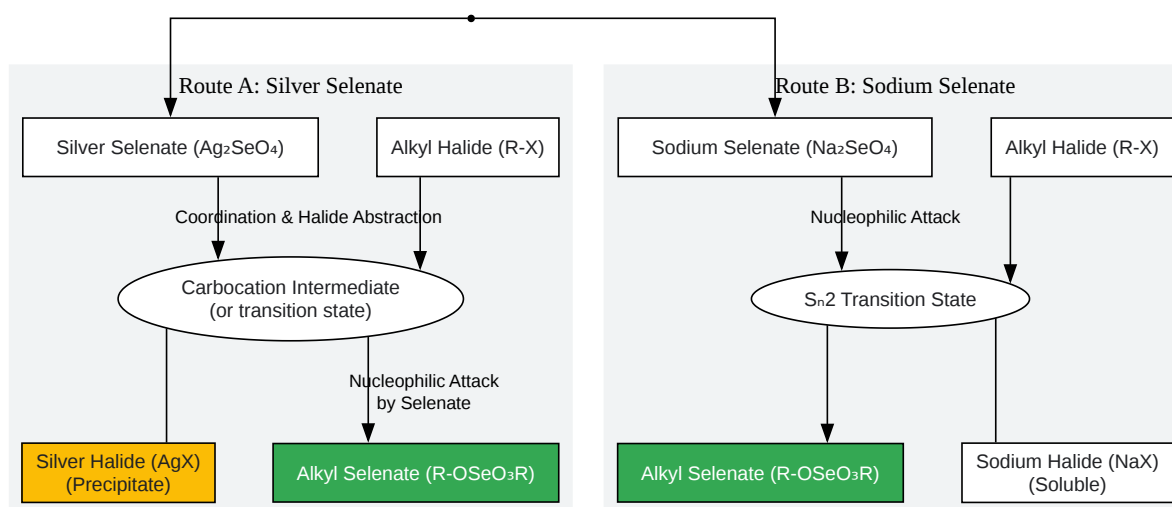 Route A: Silver Selenate
Silver Selenate (Ag₂SeO₄)
Alkyl Halide (R-X)
Coordination & Halide Abstraction
Carbocation Intermediate
(or transition state)
Nucleophilic Attack
by Selenate
Silver Halide (AgX)
(Precipitate)
Alkyl Selenate (R-OSeO₃R)
Route B: Sodium Selenate
Sodium Selenate (Na₂SeO₄)
Alkyl Halide (R-X)
Nucleophilic Attack
Sₙ2 Transition State
Alkyl Selenate (R-OSeO₃R)
Sodium Halide (NaX)
(Soluble)